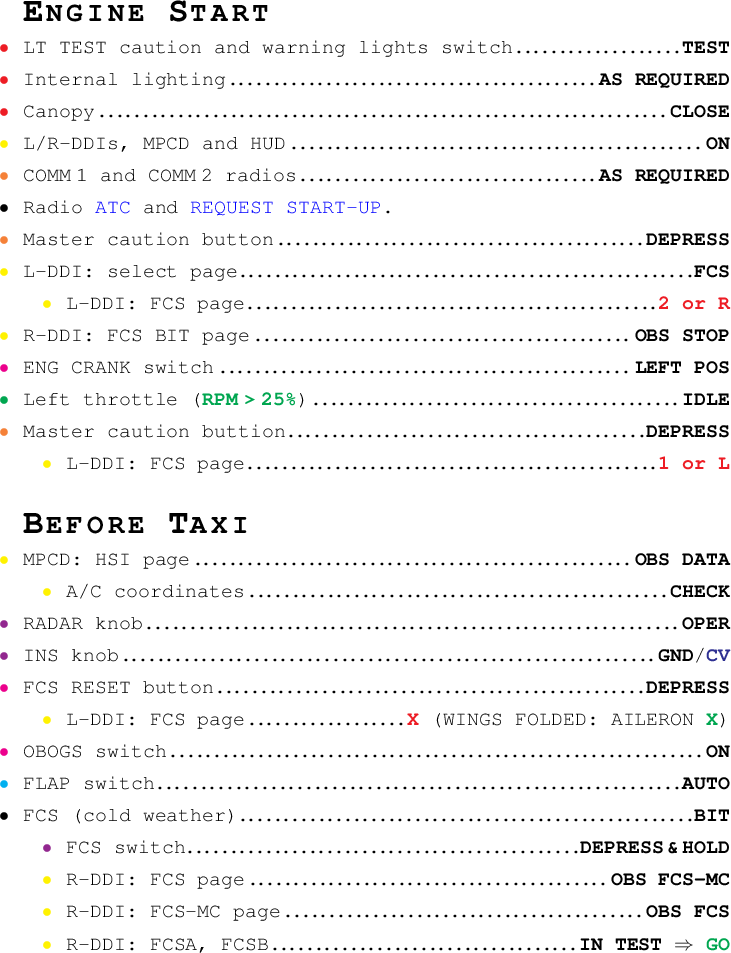 ENGINE START
• LT TEST caution and warning lights switch...................TEST
• Internal lighting..........................................AS REQUIRED
• Canopy.................................................................CLOSE
• L/R-DDIs, MPCD and HUD...............................................ON
• COMM 1 and COMM 2 radios..................................AS REQUIRED
• Radio ATC and REQUEST START-UP.
• Master caution button..........................................DEPRESS
• L-DDI: select page....................................................FCS
• L-DDI: FCS page...............................................2 or R
• R-DDI: FCS BIT page...........................................OBS STOP
• ENG CRANK switch...............................................LEFT POS
• Left throttle (RPM > 25%)..........................................IDLE
• Master caution buttion.........................................DEPRESS
• L-DDI: FCS page...............................................1 or L
BEFORE TAXI
• MPCD: HSI page..................................................OBS DATA
• A/C coordinates................................................CHECK
• RADAR knob.............................................................OPER
• INS knob.............................................................GND/CV
• FCS RESET button.................................................DEPRESS
• L-DDI: FCS page..................X (WINGS FOLDED: AILERON X)
• OBOGS switch.............................................................ON
• FLAP switch............................................................AUTO
• FCS (cold weather)....................................................BIT
• FCS switch.............................................DEPRESS & HOLD
• R-DDI: FCS page.........................................OBS FCS-MC
• R-DDI: FCS-MC page.........................................OBS FCS
• R-DDI: FCSA, FCSB...................................IN TEST ⇒ GO